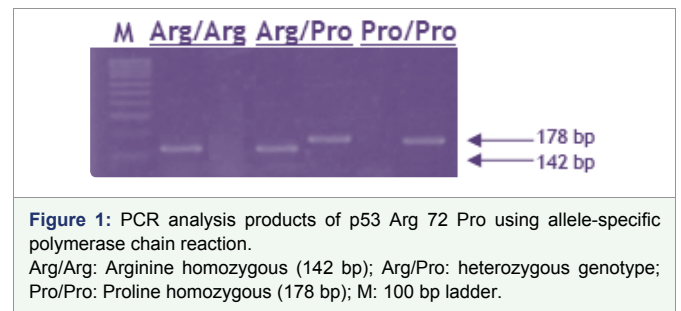 M Arg/Arg Arg/Pro Pro/Pro
178 bp
142 bp
Figure 1: PCR analysis products of p53 Arg 72 Pro using allele-specific
polymerase chain reaction.
Arg/Arg: Arginine homozygous (142 bp); Arg/Pro: heterozygous genotype;
Pro/Pro: Proline homozygous (178 bp); M: 100 bp ladder.